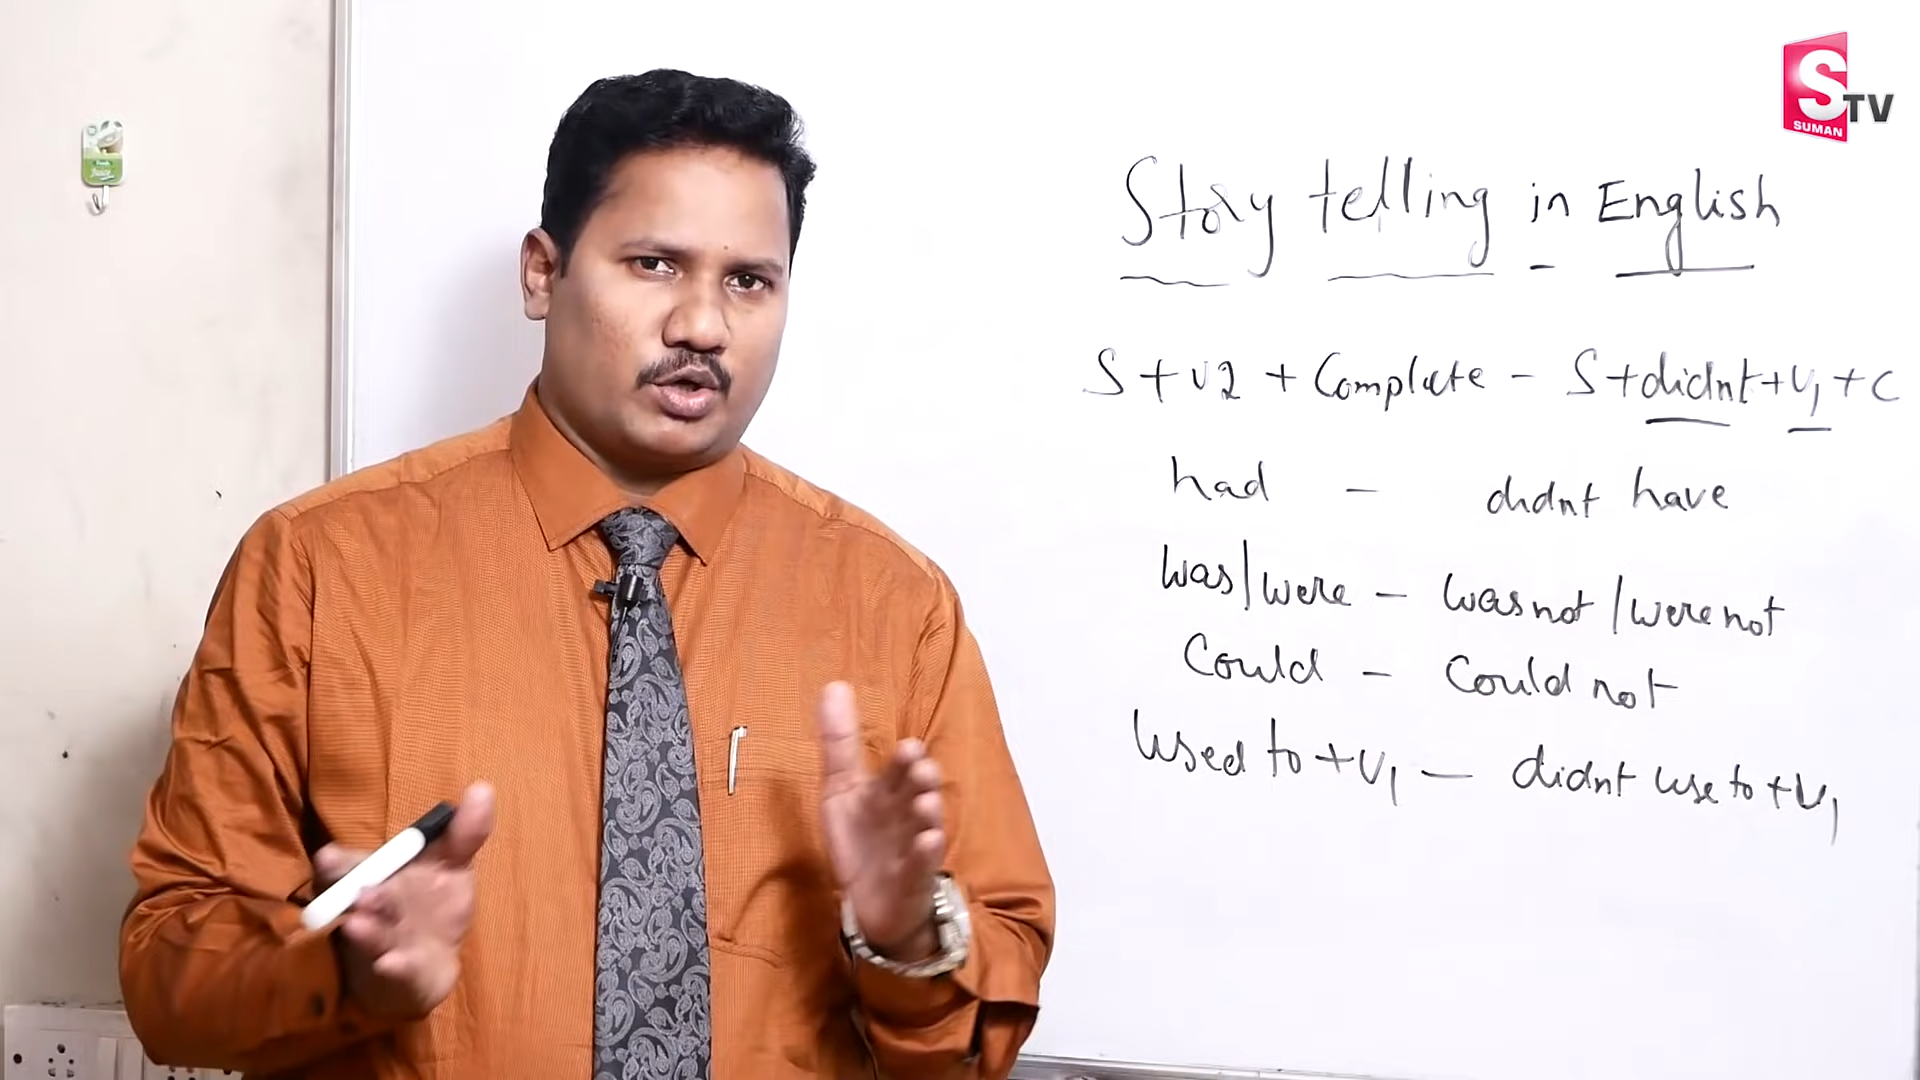 S TV
SUMAN
Story telling in English
S + v2 + Complete - S + didnt + V1 + C
had - didnt have
was/were - was not / were not
Could - Could not
Used to + V1 - didnt use to + V1